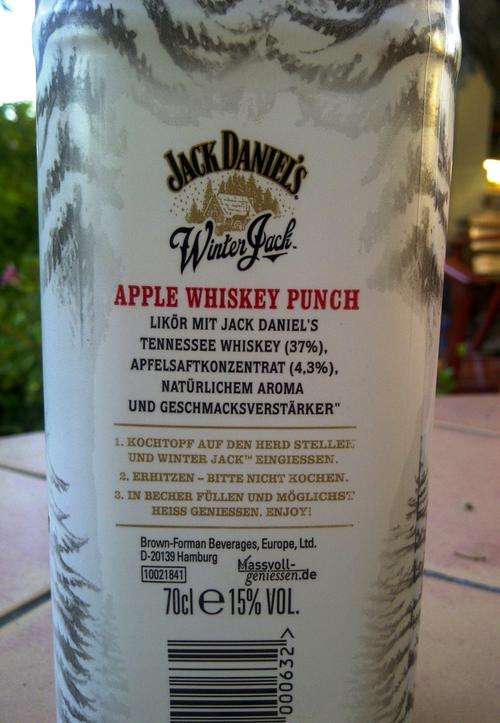 JACK DANIEL'S
Winter Jack™
APPLE WHISKEY PUNCH
LIKÖR MIT JACK DANIEL'S
TENNESSEE WHISKEY (37%),
APFELSAFTKONZENTRAT (4,3%),
NATÜRLICHEM AROMA
UND GESCHMACKSVERSTÄRKER"
1. KOCHTOPF AUF DEN HERD STELLEN
UND WINTER JACK™ EINGIESSEN.
2. ERHITZEN – BITTE NICHT KOCHEN.
3. IN BECHER FÜLLEN UND MÖGLICHST
HEISS GENIESSEN. ENJOY!
Brown-Forman Beverages, Europe, Ltd.
D-20139 Hamburg
10021841
Massvoll-
geniessen.de
70cl ℮ 15% VOL.
000632>